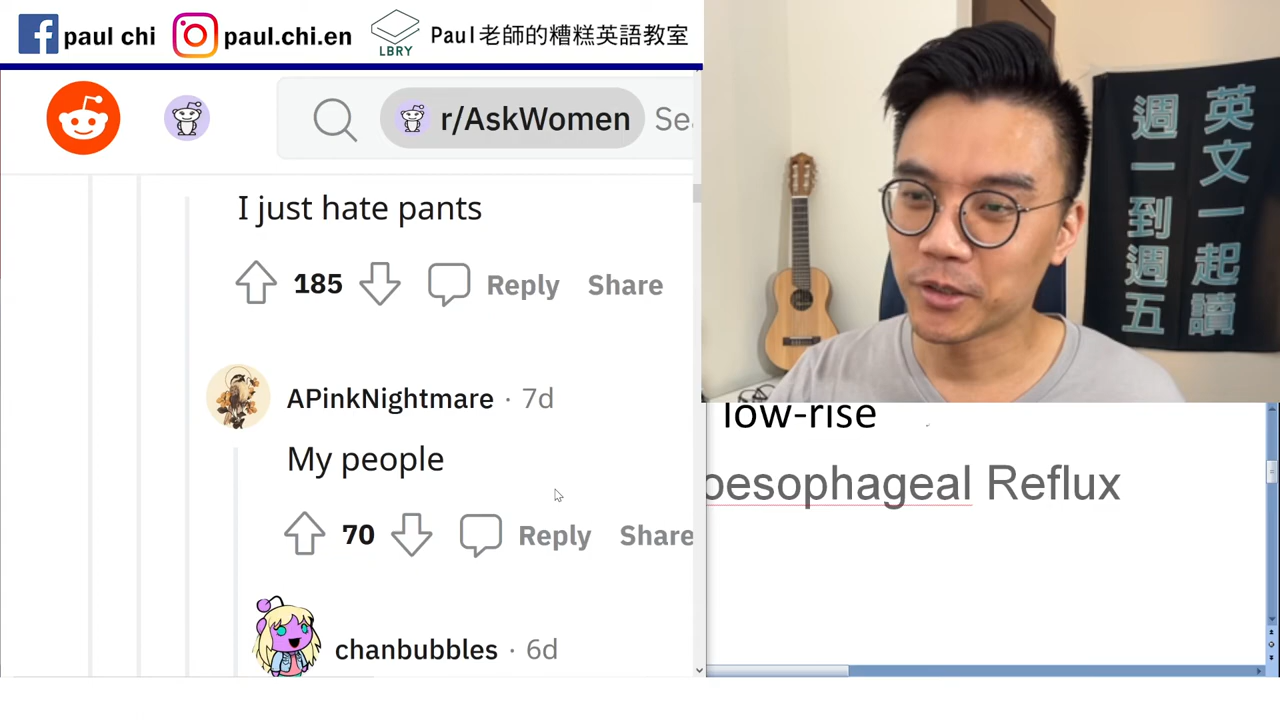 paul chi
paul.chi.en
LBRY
Paul老師的糟糕英語教室
r/AskWomen
I just hate pants
185
Reply
Share
APinkNightmare · 7d
My people
70
Reply
Share
chanbubbles · 6d
英文一起讀
週一到週五
low-rise
oesophageal Reflux